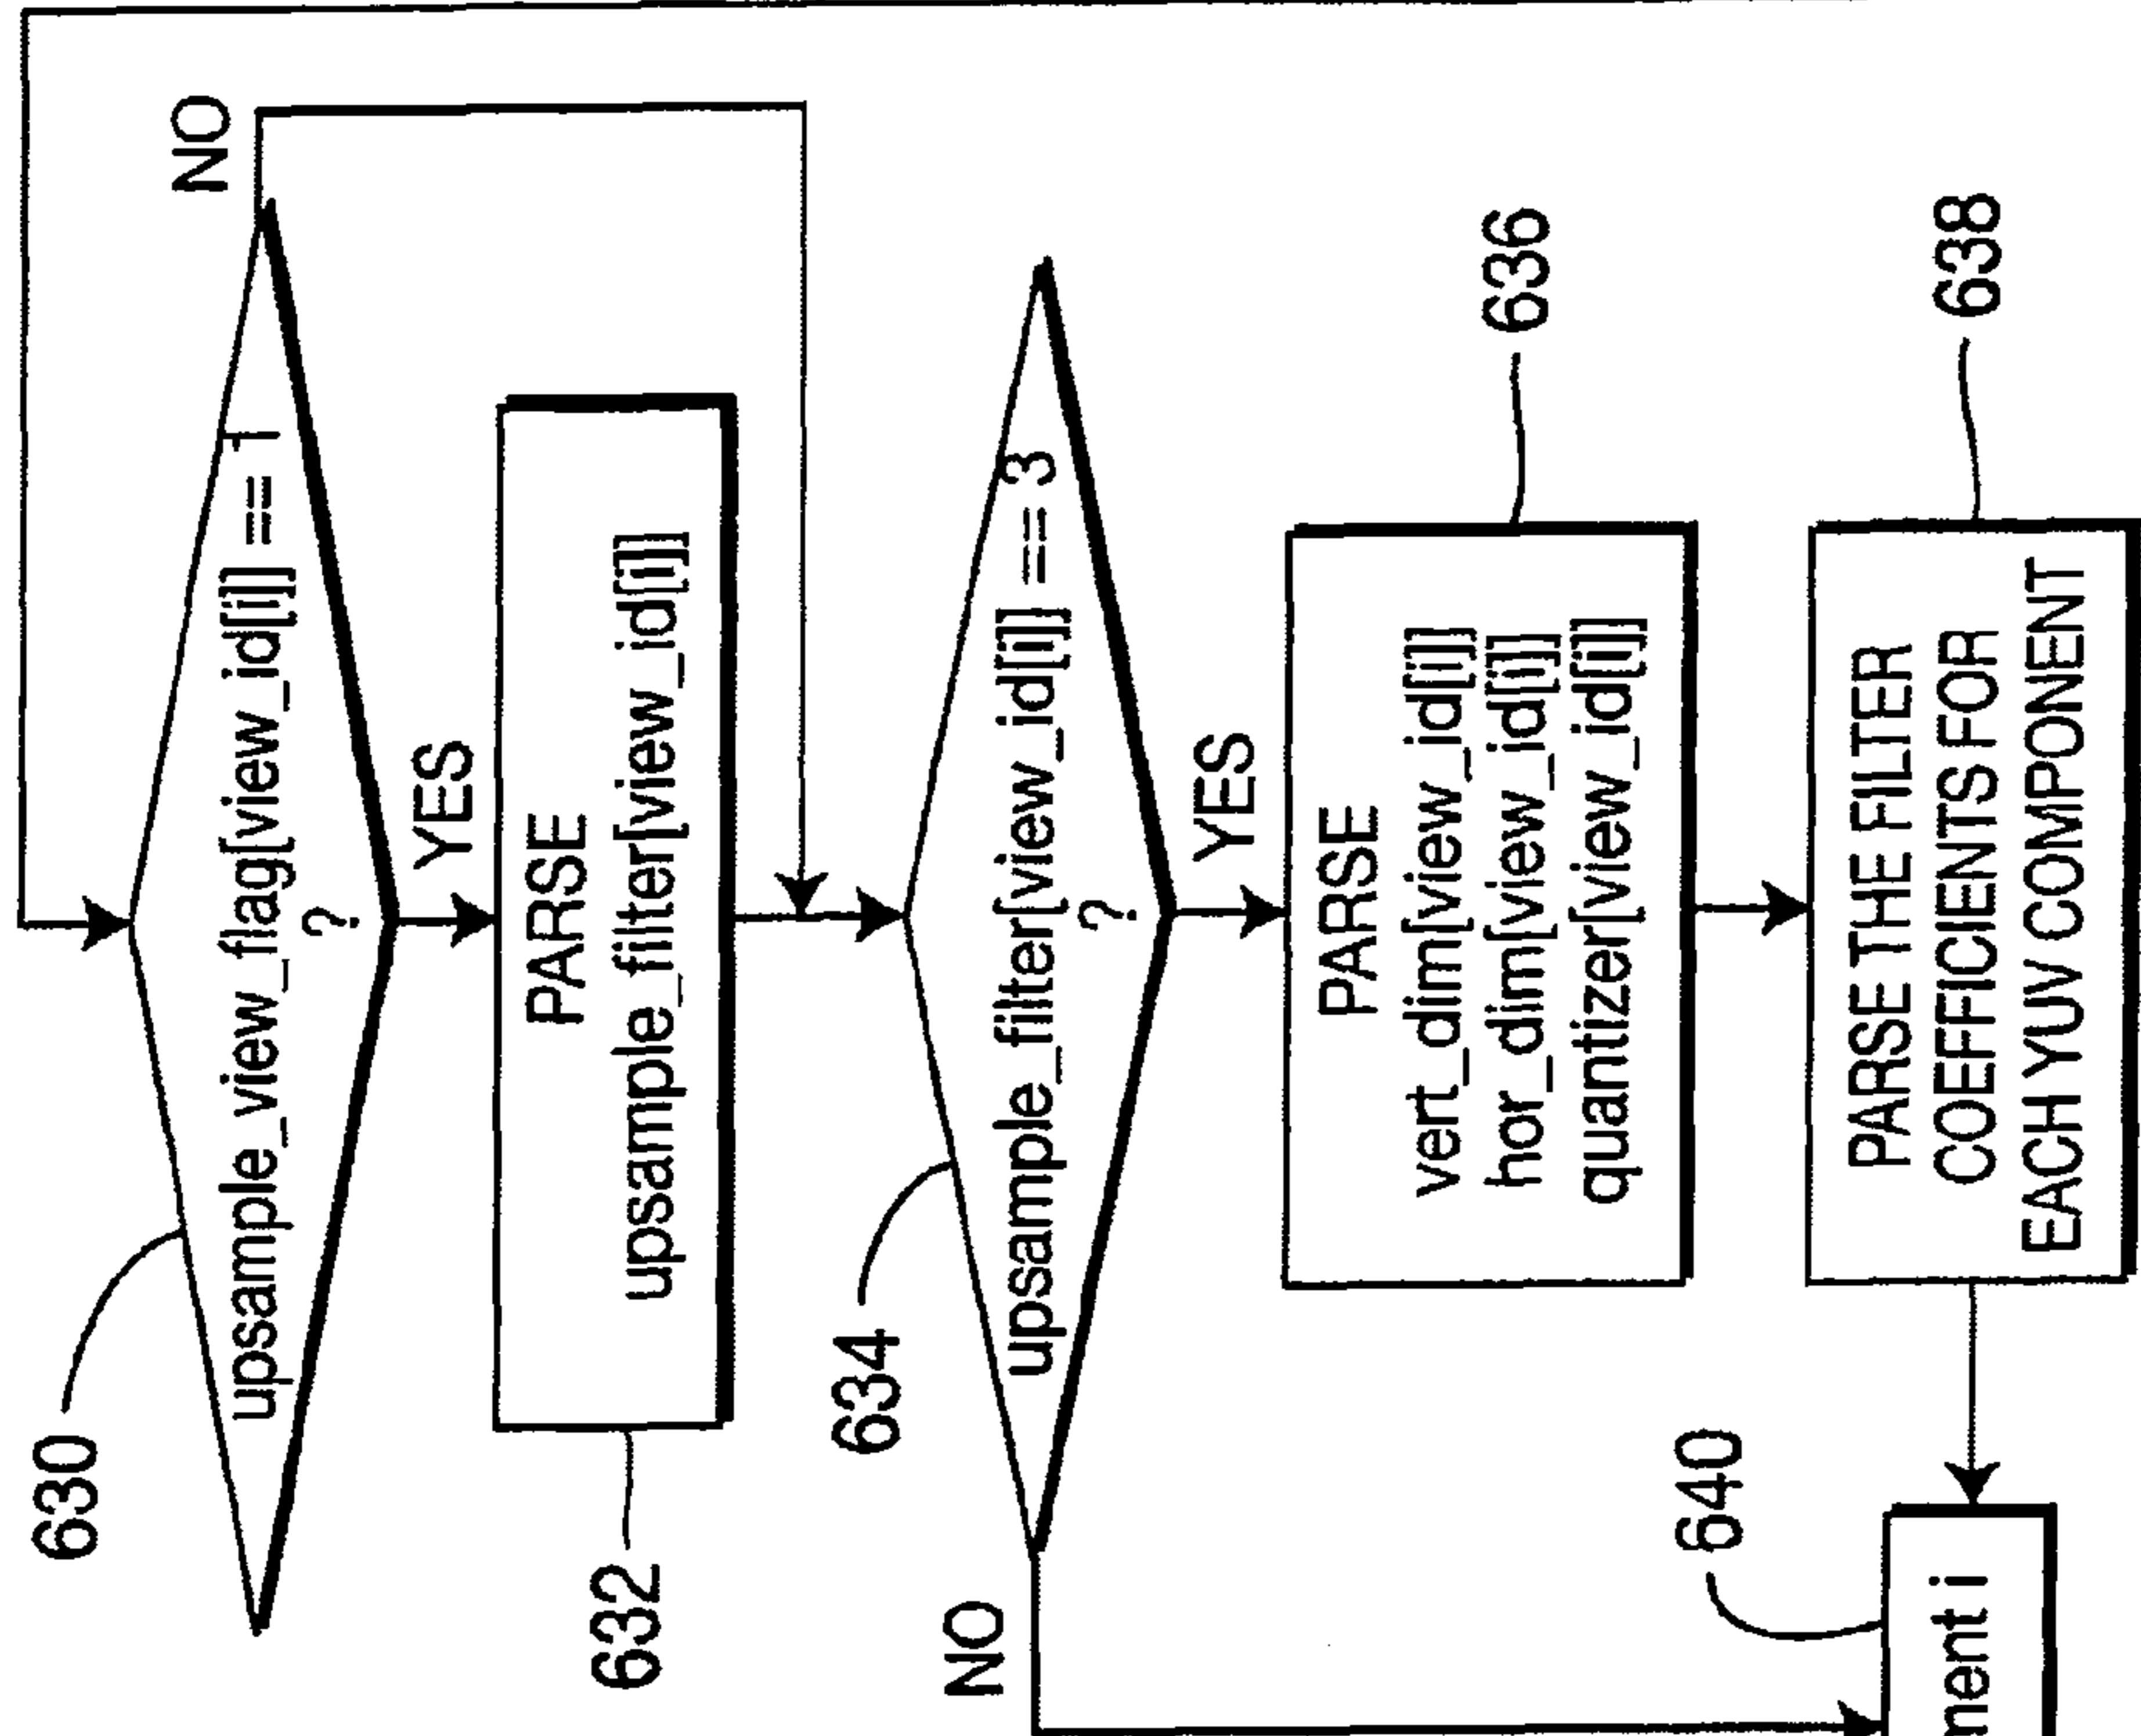 630
upsample_view_flag[view_id[i]] == 1
?
NO
YES
632
PARSE
upsample_filter[view_id[i]]
634
upsample_filter[view_id[i]] == 3
?
NO
YES
PARSE
vert_dim[view_id[i]]
hor_dim[view_id[i]]
quantizer[view_id[i]]
636
PARSE THE FILTER
COEFFICIENTS FOR
EACH YUV COMPONENT
638
640
ment i